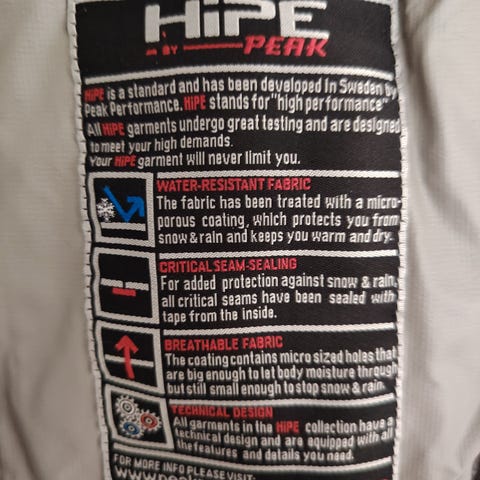 HiPE
BY PEAK
HiPE is a standard and has been developed in Sweden by
Peak Performance. HiPE stands for "high performance"
All HiPE garments undergo great testing and are designed
to meet your high demands.
Your HiPE garment will never limit you.
WATER-RESISTANT FABRIC
The fabric has been treated with a micro-
porous coating, which protects you from
snow & rain and keeps you warm and dry.
CRITICAL SEAM-SEALING
For added protection against snow & rain,
all critical seams have been sealed with
tape from the inside.
BREATHABLE FABRIC
The coating contains micro sized holes that
are big enough to let body moisture through
but still small enough to stop snow & rain.
TECHNICAL DESIGN
All garments in the HiPE collection have a
technical design and are equipped with all
the features and details you need.
FOR MORE INFO PLEASE VISIT: